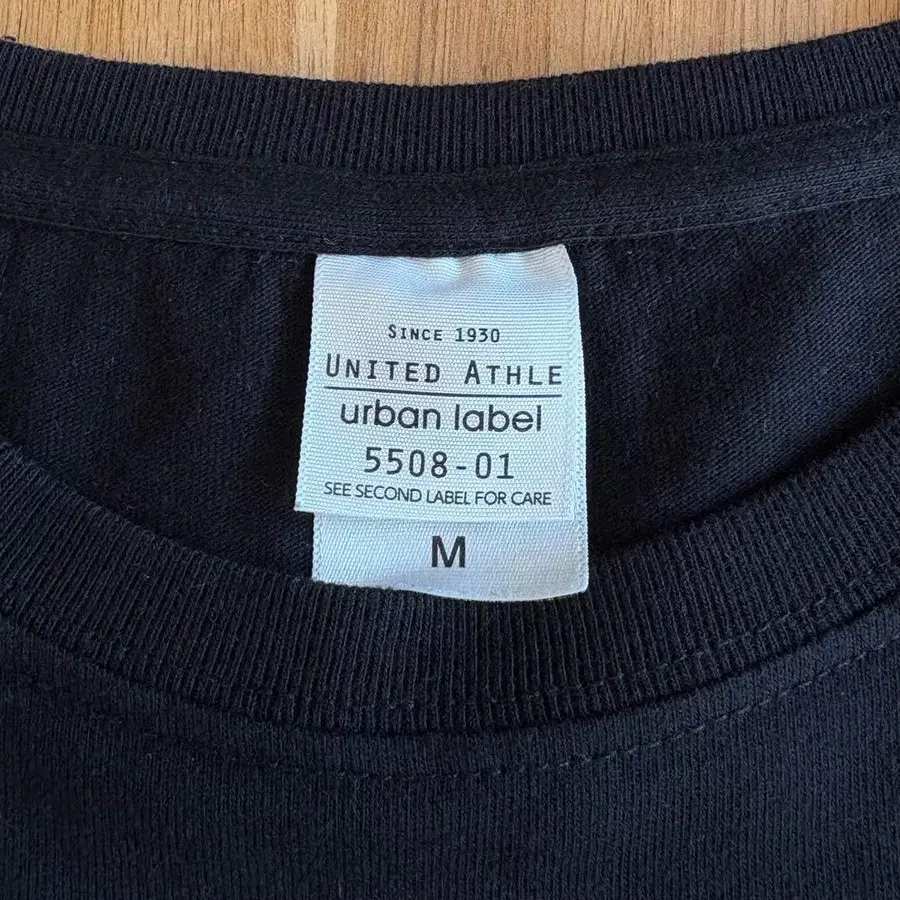 SINCE 1930
UNITED ATHLE
urban label
5508-01
SEE SECOND LABEL FOR CARE
M